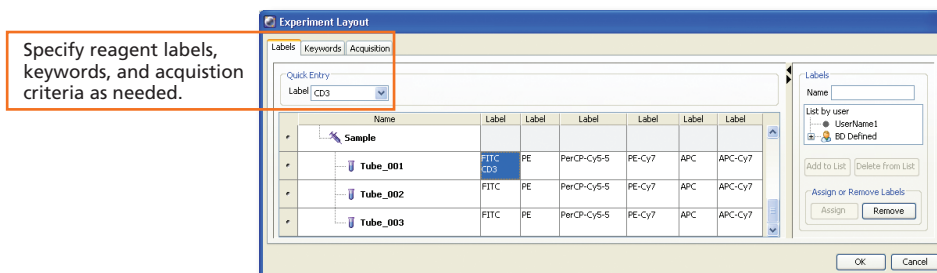 Specify reagent labels,
keywords, and acquistion
criteria as needed.
Experiment Layout
Labels Keywords Acquisition
Quick Entry
Label CD3
Name Label Label Label Label Label Label
Sample
Tube_001 FITC CD3 PE PerCP-Cy5-5 PE-Cy7 APC APC-Cy7
Tube_002 FITC PE PerCP-Cy5-5 PE-Cy7 APC APC-Cy7
Tube_003 FITC PE PerCP-Cy5-5 PE-Cy7 APC APC-Cy7
Labels
Name
List by user
UserName1
BD Defined
Add to List Delete from List
Assign or Remove Labels
Assign Remove
OK Cancel